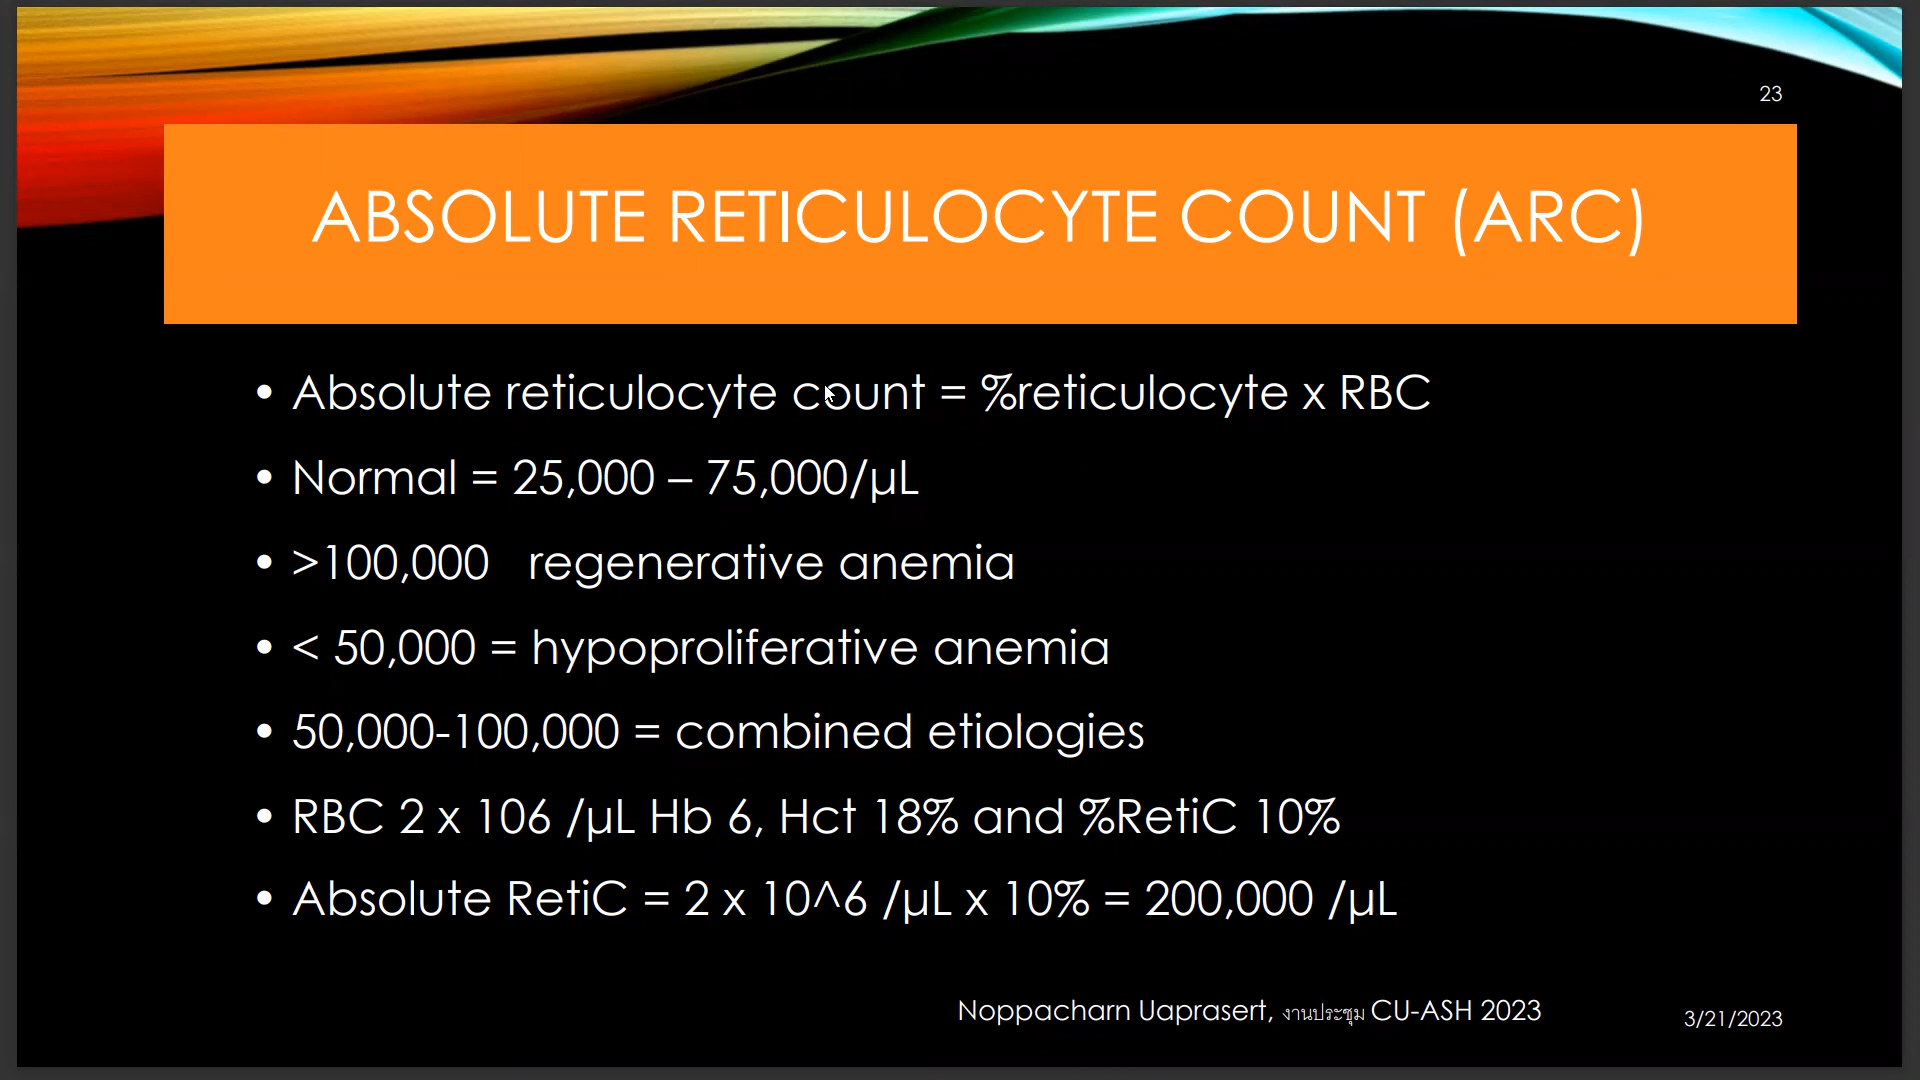 23
ABSOLUTE RETICULOCYTE COUNT (ARC)
• Absolute reticulocyte count = %reticulocyte x RBC
• Normal = 25,000 – 75,000/µL
• >100,000   regenerative anemia
• < 50,000 = hypoproliferative anemia
• 50,000-100,000 = combined etiologies
• RBC 2 x 106 /µL Hb 6, Hct 18% and %RetiC 10%
• Absolute RetiC = 2 x 10^6 /µL x 10% = 200,000 /µL
Noppacharn Uaprasert, งานประชุม CU-ASH 2023
3/21/2023